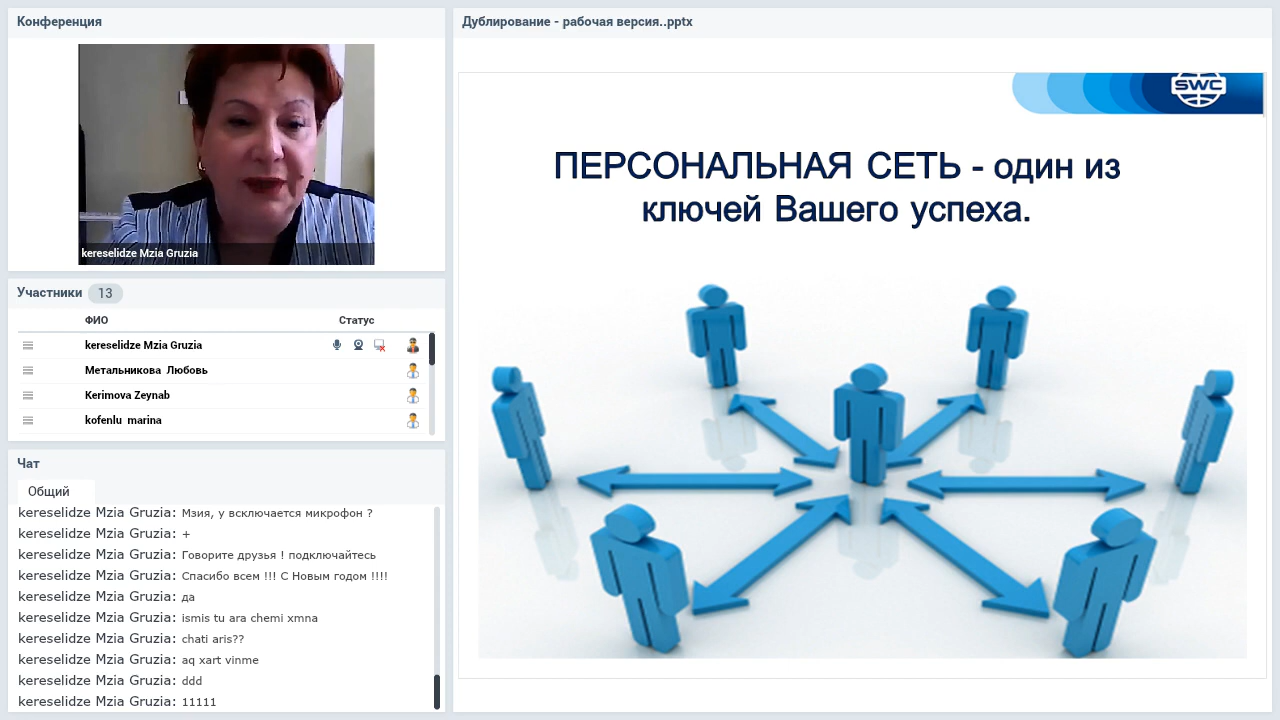 Конференция
kereselidze Mzia Gruzia
Участники 13
ФИО Статус
kereselidze Mzia Gruzia
Метальникова Любовь
Kerimova Zeynab
kofenlu marina
Чат
Общий
kereselidze Mzia Gruzia: Мзия, у всключается микрофон ?
kereselidze Mzia Gruzia: +
kereselidze Mzia Gruzia: Говорите друзья ! подключайтесь
kereselidze Mzia Gruzia: Спасибо всем !!! С Новым годом !!!!
kereselidze Mzia Gruzia: да
kereselidze Mzia Gruzia: ismis tu ara chemi xmna
kereselidze Mzia Gruzia: chati aris??
kereselidze Mzia Gruzia: aq xart vinme
kereselidze Mzia Gruzia: ddd
kereselidze Mzia Gruzia: 11111
Дублирование - рабочая версия..pptx
SWC
ПЕРСОНАЛЬНАЯ СЕТЬ - один из
ключей Вашего успеха.